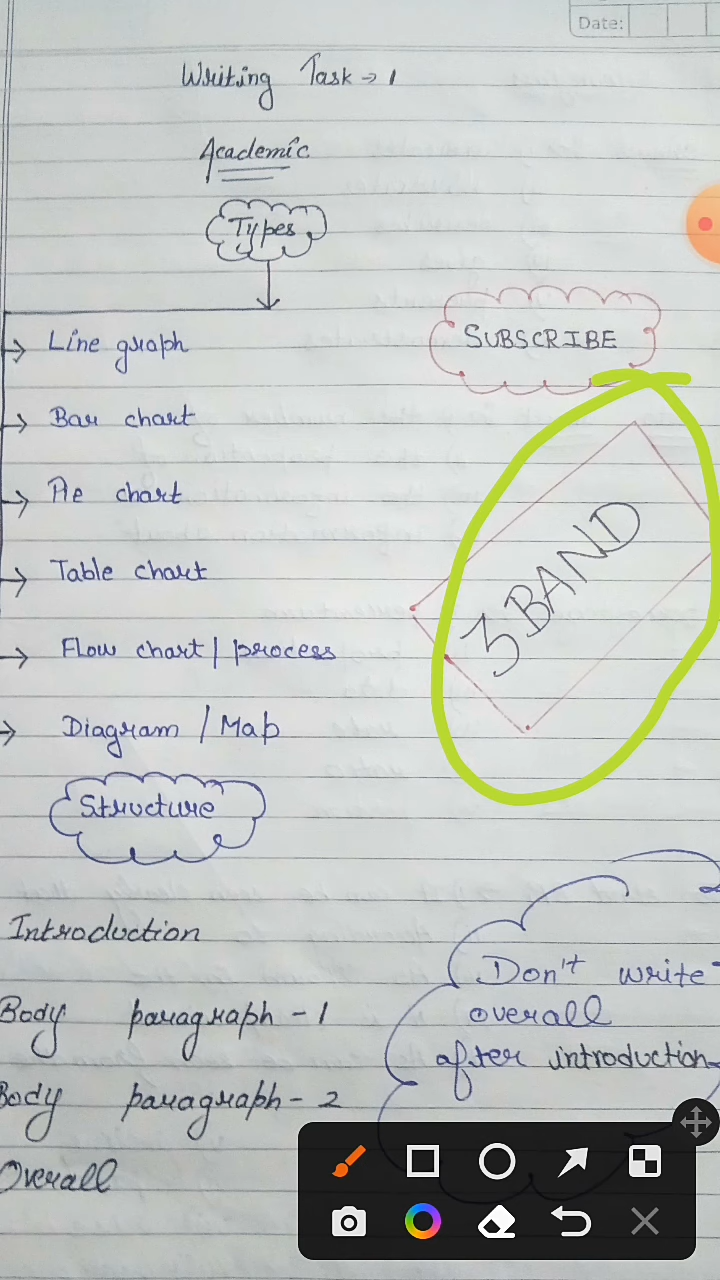 Date:
Writing Task → 1
Academic
Types
→ Line graph
SUBSCRIBE
→ Bar chart
→ Pie chart
3 BAND
→ Table chart
→ Flow chart / process
→ Diagram / Map
Structure
Introduction
Don't write
overall
after introduction
Body paragraph - 1
Body paragraph - 2
Overall